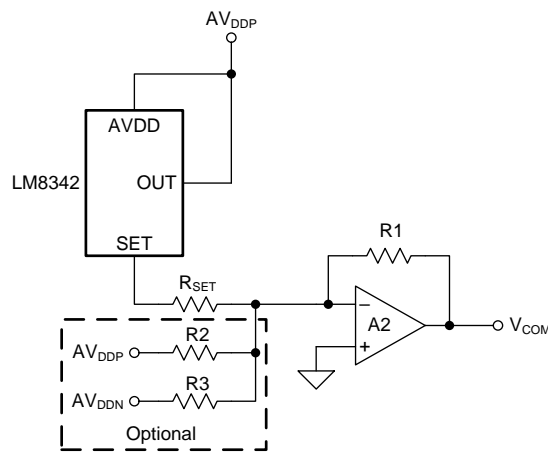 AVDDP
AVDD
LM8342
OUT
SET
RSET
R1
R2
AVDDP
R3
AVDDN
Optional
−
A2
+
VCOM